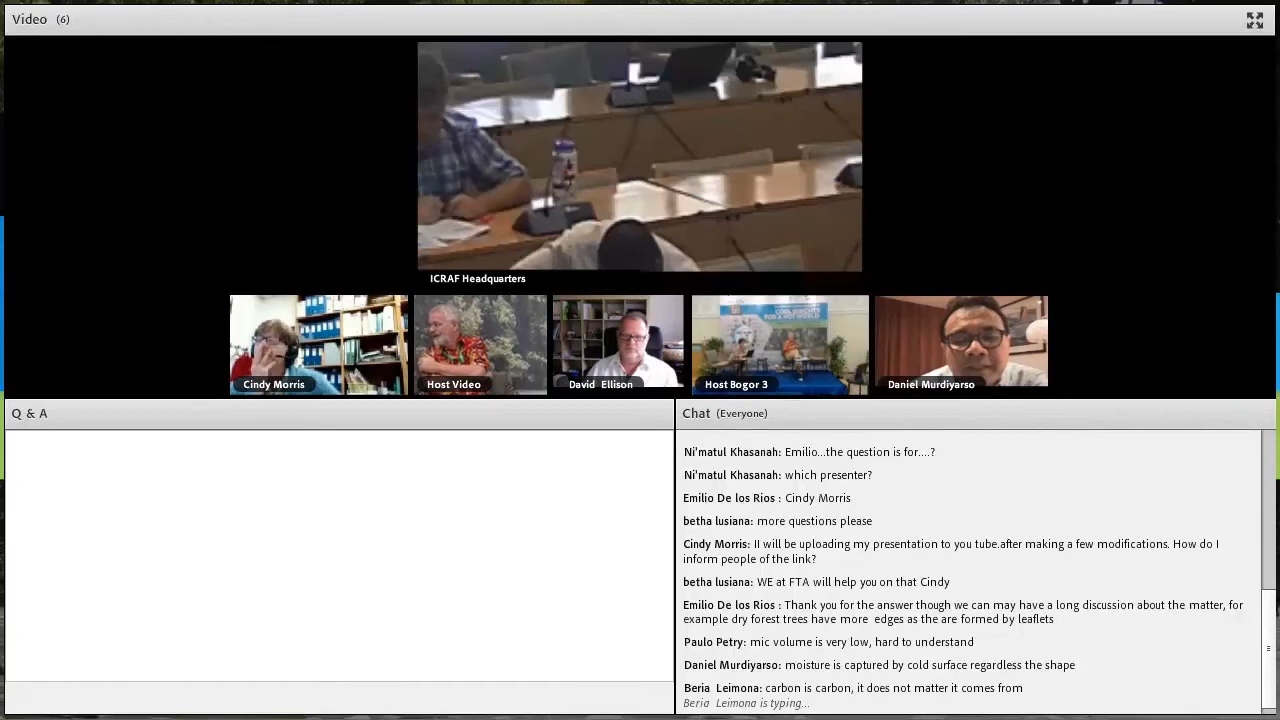 Video (6)
ICRAF Headquarters
COOL INSIGHTS
FOR A HOT WORLD
Cindy Morris
Host Video
David Ellison
Host Bogor 3
Daniel Murdiyarso
Q & A
Chat (Everyone)
Ni'matul Khasanah: Emilio...the question is for....?
Ni'matul Khasanah: which presenter?
Emilio De los Rios : Cindy Morris
betha lusiana: more questions please
Cindy Morris: II will be uploading my presentation to you tube.after making a few modifications. How do I
inform people of the link?
betha lusiana: WE at FTA will help you on that Cindy
Emilio De los Rios : Thank you for the answer though we can may have a long discussion about the matter, for
example dry forest trees have more edges as the are formed by leaflets
Paulo Petry: mic volume is very low, hard to understand
Daniel Murdiyarso: moisture is captured by cold surface regardless the shape
Beria Leimona: carbon is carbon, it does not matter it comes from
Beria Leimona is typing...